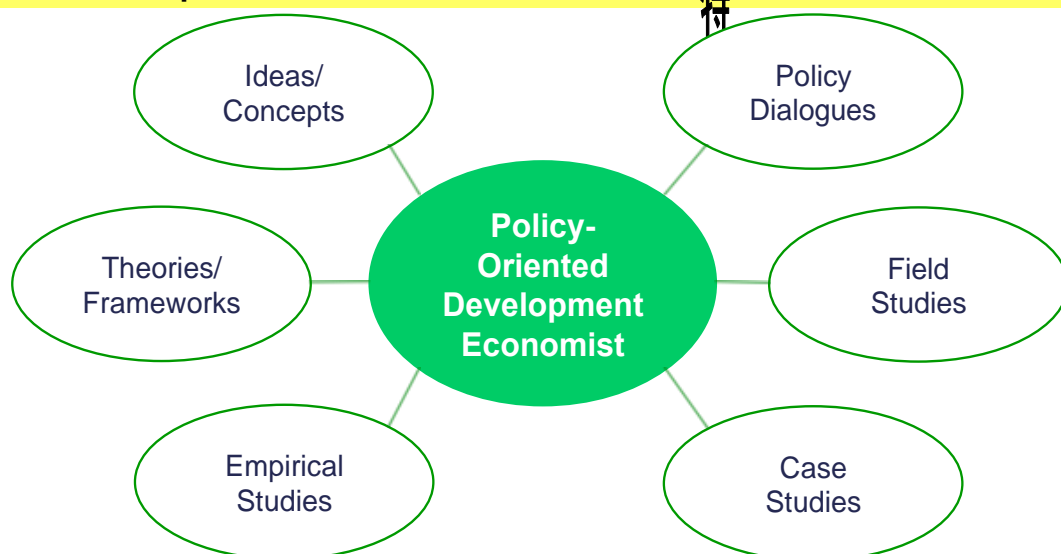 Ideas/
Concepts
Policy
Dialogues
Policy-
Oriented
Development
Economist
Theories/
Frameworks
Field
Studies
Empirical
Studies
Case
Studies